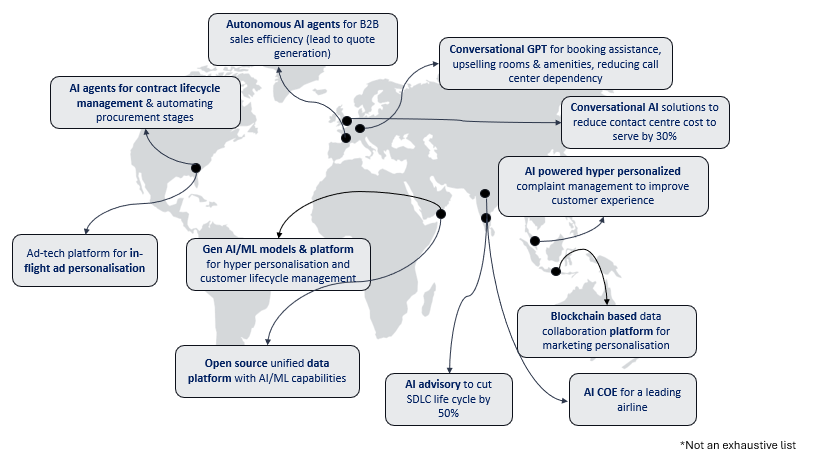 Autonomous AI agents for B2B
sales efficiency (lead to quote
generation)
Conversational GPT for booking assistance,
upselling rooms & amenities, reducing call
center dependency
AI agents for contract lifecycle
management & automating
procurement stages
Conversational AI solutions to
reduce contact centre cost to
serve by 30%
AI powered hyper personalized
complaint management to improve
customer experience
Ad-tech platform for in-
flight ad personalisation
Gen AI/ML models & platform
for hyper personalisation and
customer lifecycle management
Blockchain based data
collaboration platform for
marketing personalisation
Open source unified data
platform with AI/ML capabilities
AI advisory to cut
SDLC life cycle by
50%
AI COE for a leading
airline
*Not an exhaustive list